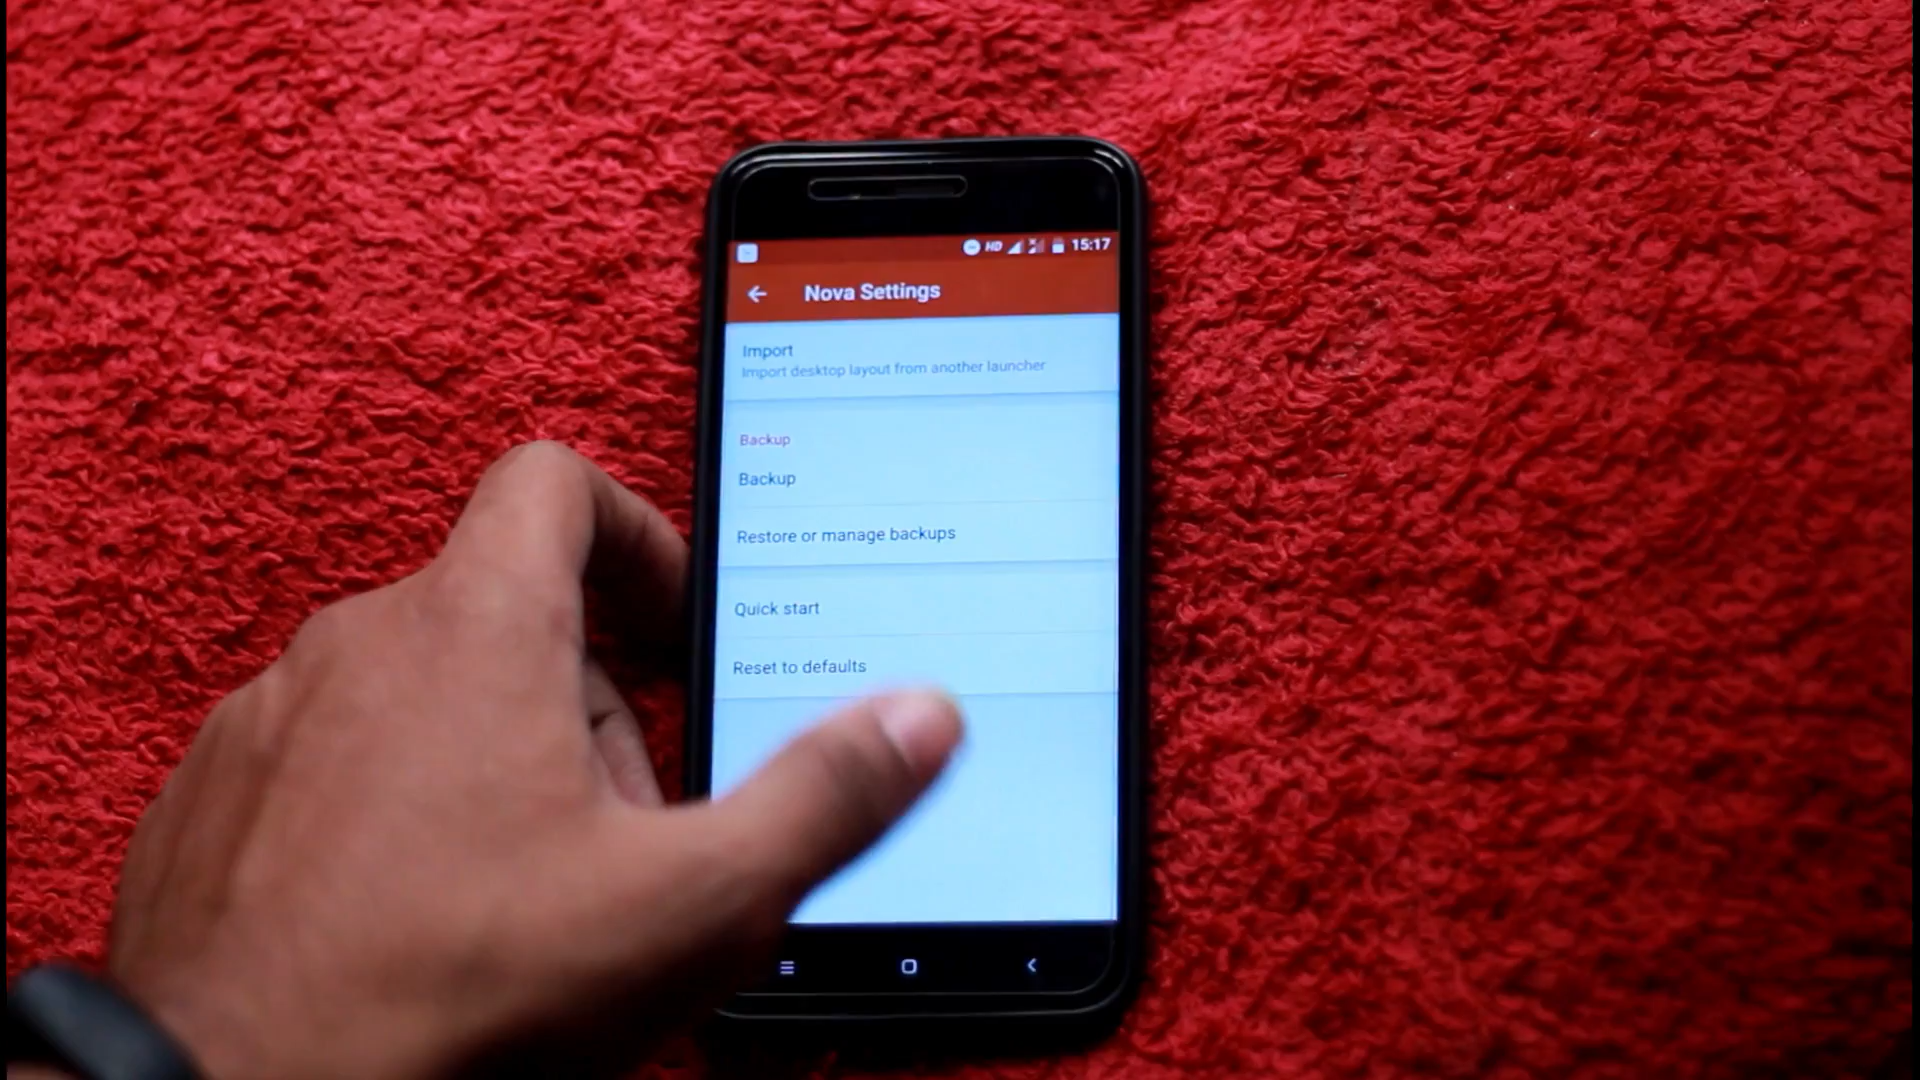 HD 15:17
Nova Settings
Import
Import desktop layout from another launcher
Backup
Backup
Restore or manage backups
Quick start
Reset to defaults